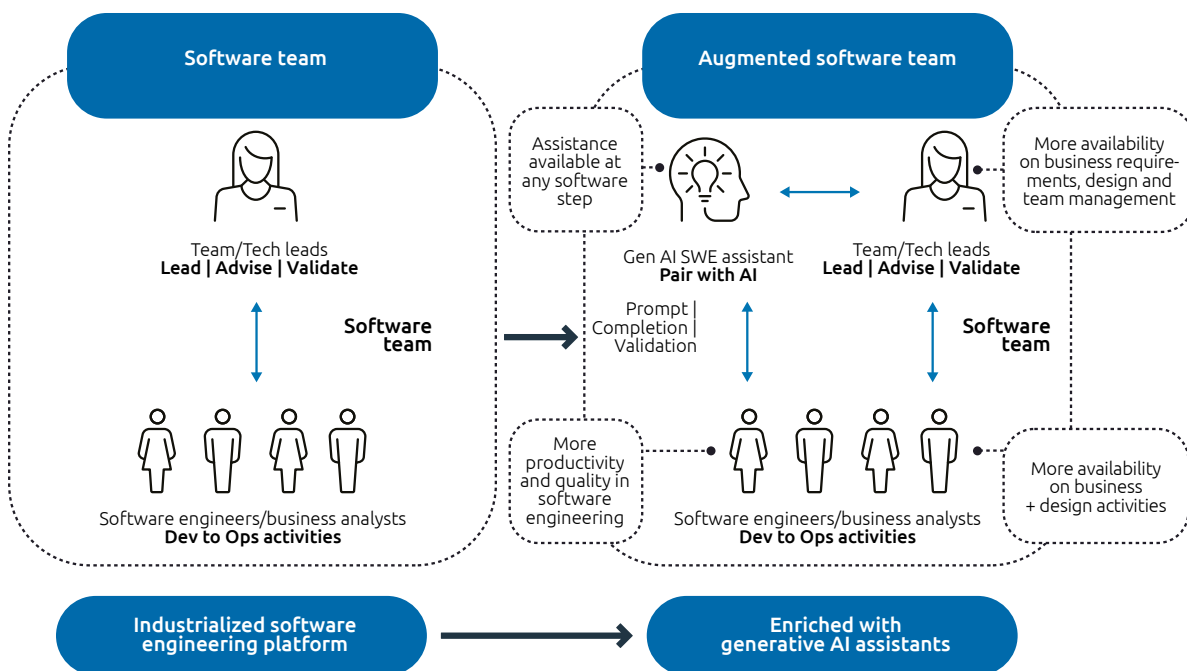 Software team
Team/Tech leads
Lead | Advise | Validate
Software
team
Software engineers/business analysts
Dev to Ops activities
Industrialized software
engineering platform
Augmented software team
Assistance
available at
any software
step
More availability
on business require-
ments, design and
team management
Gen AI SWE assistant
Pair with AI
Team/Tech leads
Lead | Advise | Validate
Prompt |
Completion |
Validation
Software
team
More
productivity
and quality in
software
engineering
More availability
on business
+ design activities
Software engineers/business analysts
Dev to Ops activities
Enriched with
generative AI assistants